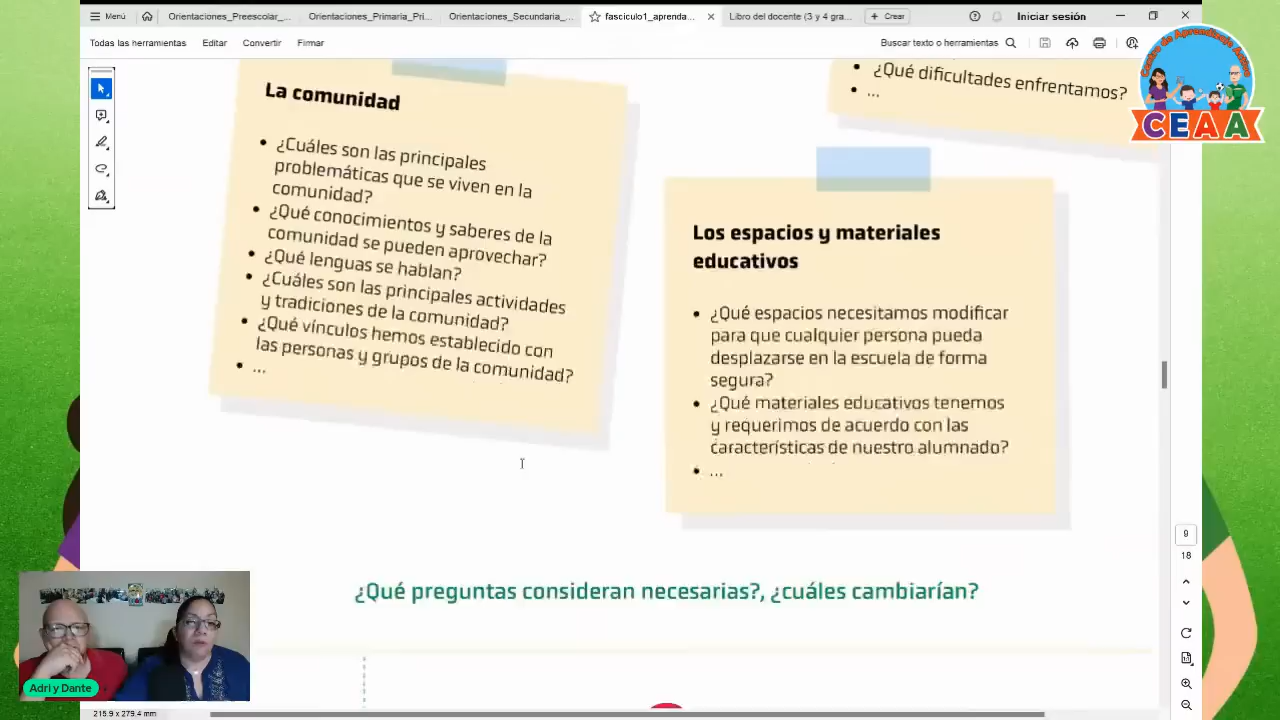 Menú
Orientaciones_Preescolar_...
Orientaciones_Primaria_Pri...
Orientaciones_Secundaria_...
fasciculo1_aprenda...
Libro del docente (3 y 4 gra...
Crear
Iniciar sesión
Todas las herramientas
Editar
Convertir
Firmar
Buscar texto o herramientas
Centro de Aprendizaje Activo
CEAA
La comunidad
• ¿Cuáles son las principales
problemáticas que se viven en la
comunidad?
• ¿Qué conocimientos y saberes de la
comunidad se pueden aprovechar?
• ¿Qué lenguas se hablan?
• ¿Cuáles son las principales actividades
y tradiciones de la comunidad?
• ¿Qué vínculos hemos establecido con
las personas y grupos de la comunidad?
• ...
• ¿Qué dificultades enfrentamos?
• ...
Los espacios y materiales
educativos
• ¿Qué espacios necesitamos modificar
para que cualquier persona pueda
desplazarse en la escuela de forma
segura?
• ¿Qué materiales educativos tenemos
y requerimos de acuerdo con las
características de nuestro alumnado?
• ...
¿Qué preguntas consideran necesarias?, ¿cuáles cambiarían?
9
18
Adri y Dante
215.9 x 279.4 mm